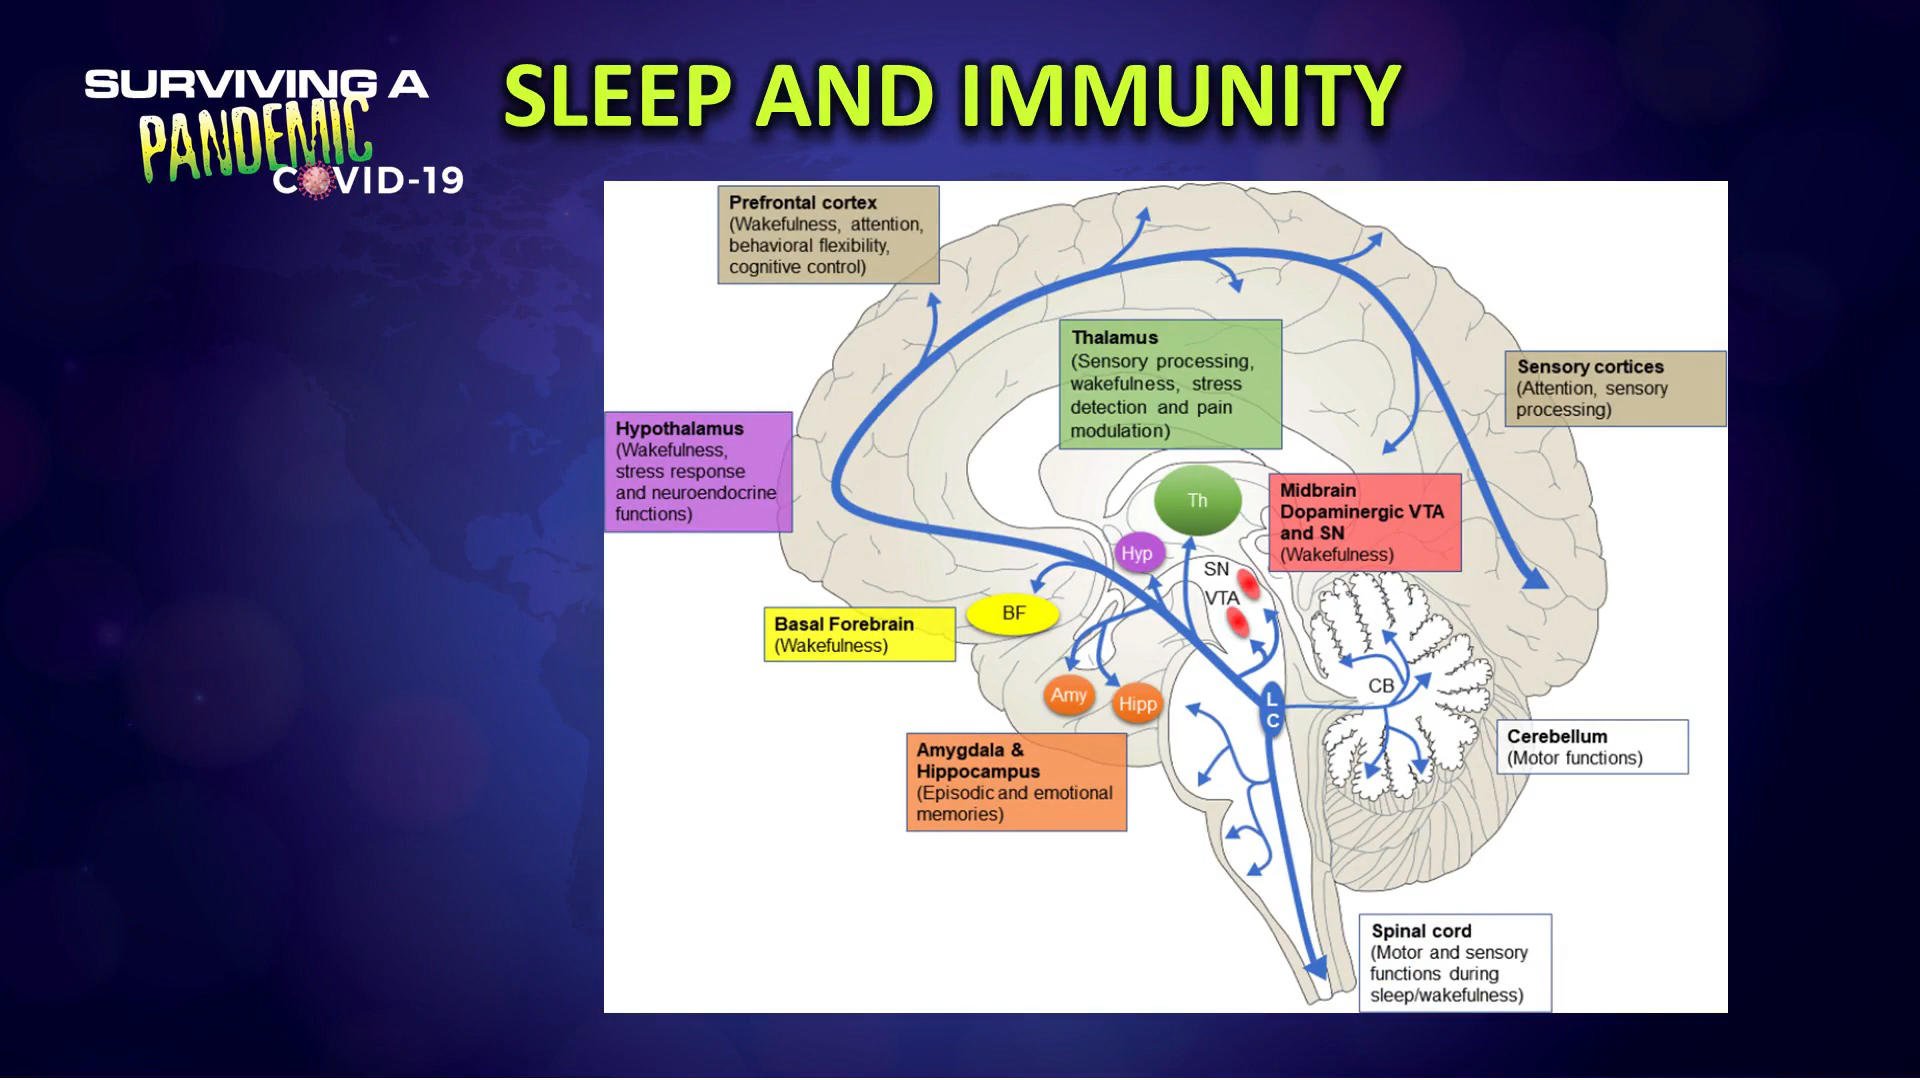 SURVIVING A
PANDEMIC
COVID-19
SLEEP AND IMMUNITY
Prefrontal cortex
(Wakefulness, attention,
behavioral flexibility,
cognitive control)
Thalamus
(Sensory processing,
wakefulness, stress
detection and pain
modulation)
Sensory cortices
(Attention, sensory
processing)
Hypothalamus
(Wakefulness,
stress response
and neuroendocrine
functions)
Th
Midbrain
Dopaminergic VTA
and SN
(Wakefulness)
Hyp
SN
VTA
BF
Basal Forebrain
(Wakefulness)
Amy
Hipp
L
C
CB
Amygdala &
Hippocampus
(Episodic and emotional
memories)
Cerebellum
(Motor functions)
Spinal cord
(Motor and sensory
functions during
sleep/wakefulness)